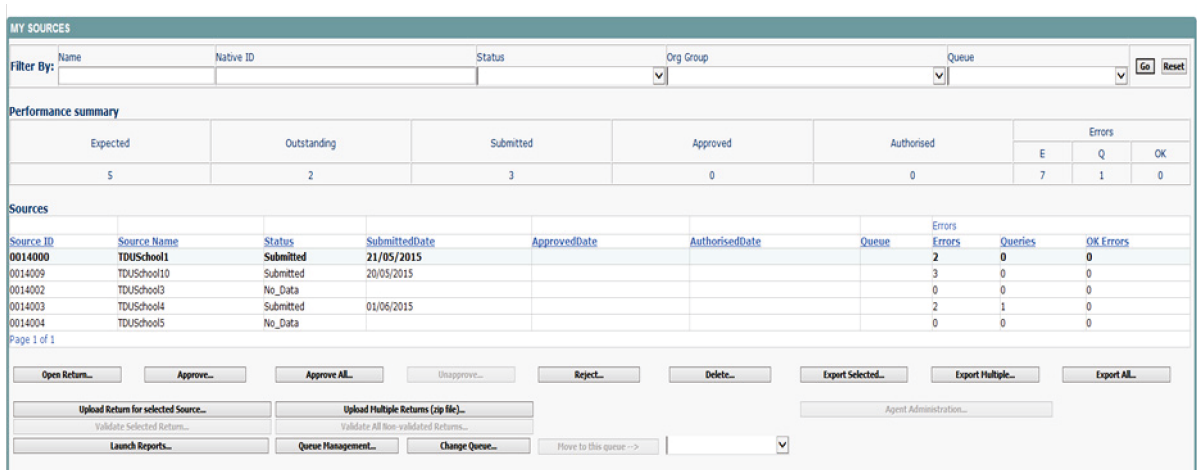 MY SOURCES
Filter By: Name Native ID Status Org Group Queue Go Reset
Performance summary
Expected Outstanding Submitted Approved Authorised Errors
E Q OK
5 2 3 0 0 7 1 0
Sources
Errors
Source ID Source Name Status SubmittedDate ApprovedDate AuthorisedDate Queue Errors Queries OK Errors
0014000 TDUSchool1 Submitted 21/05/2015 2 0 0
0014009 TDUSchool10 Submitted 20/05/2015 3 0 0
0014002 TDUSchool3 No_Data 0 0 0
0014003 TDUSchool4 Submitted 01/06/2015 2 1 0
0014004 TDUSchool5 No_Data 0 0 0
Page 1 of 1
Open Return... Approve... Approve All... Unapprove... Reject... Delete... Export Selected... Export Multiple... Export All...
Upload Return for selected Source... Upload Multiple Returns (zip file)... Agent Administration...
Validate Selected Return... Validate All Non-validated Returns...
Launch Reports... Queue Management... Change Queue... Move to this queue -->